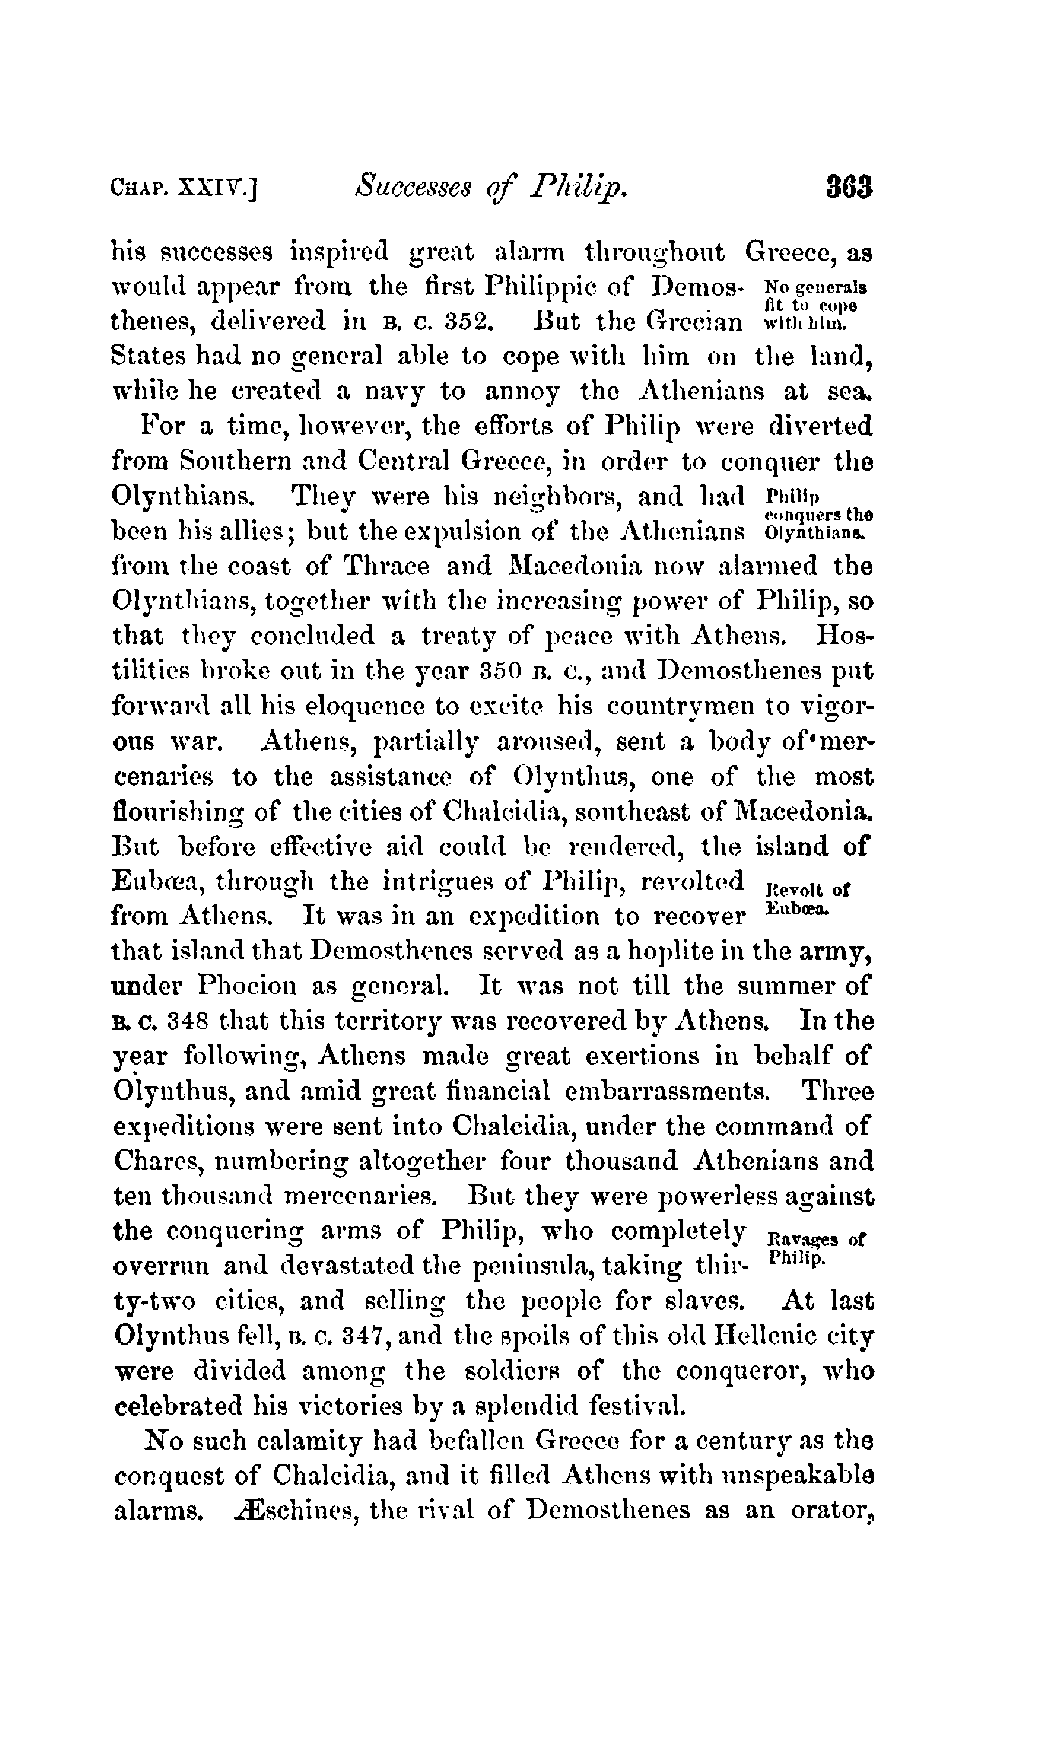 CHAP. XXIV.] Successes of Philip. 363
his successes inspired great alarm throughout Greece, as
would appear from the first Philippic of Demos-
No generals
fit to cope
with him.
thenes, delivered in B. C. 352. But the Grecian
States had no general able to cope with him on the land,
while he created a navy to annoy the Athenians at sea.
For a time, however, the efforts of Philip were diverted
from Southern and Central Greece, in order to conquer the
Olynthians. They were his neighbors, and had
Philip
conquers the
Olynthians.
been his allies; but the expulsion of the Athenians
from the coast of Thrace and Macedonia now alarmed the
Olynthians, together with the increasing power of Philip, so
that they concluded a treaty of peace with Athens. Hos-
tilities broke out in the year 350 B. C., and Demosthenes put
forward all his eloquence to excite his countrymen to vigor-
ous war. Athens, partially aroused, sent a body of mer-
cenaries to the assistance of Olynthus, one of the most
flourishing of the cities of Chalcidia, southeast of Macedonia.
But before effective aid could be rendered, the island of
Eubœa, through the intrigues of Philip, revolted
Revolt of
Eubœa.
from Athens. It was in an expedition to recover
that island that Demosthenes served as a hoplite in the army,
under Phocion as general. It was not till the summer of
B. C. 348 that this territory was recovered by Athens. In the
year following, Athens made great exertions in behalf of
Olynthus, and amid great financial embarrassments. Three
expeditions were sent into Chalcidia, under the command of
Chares, numbering altogether four thousand Athenians and
ten thousand mercenaries. But they were powerless against
the conquering arms of Philip, who completely
Ravages of
Philip.
overrun and devastated the peninsula, taking thir-
ty-two cities, and selling the people for slaves. At last
Olynthus fell, B. C. 347, and the spoils of this old Hellenic city
were divided among the soldiers of the conqueror, who
celebrated his victories by a splendid festival.
No such calamity had befallen Greece for a century as the
conquest of Chalcidia, and it filled Athens with unspeakable
alarms. Æschines, the rival of Demosthenes as an orator,